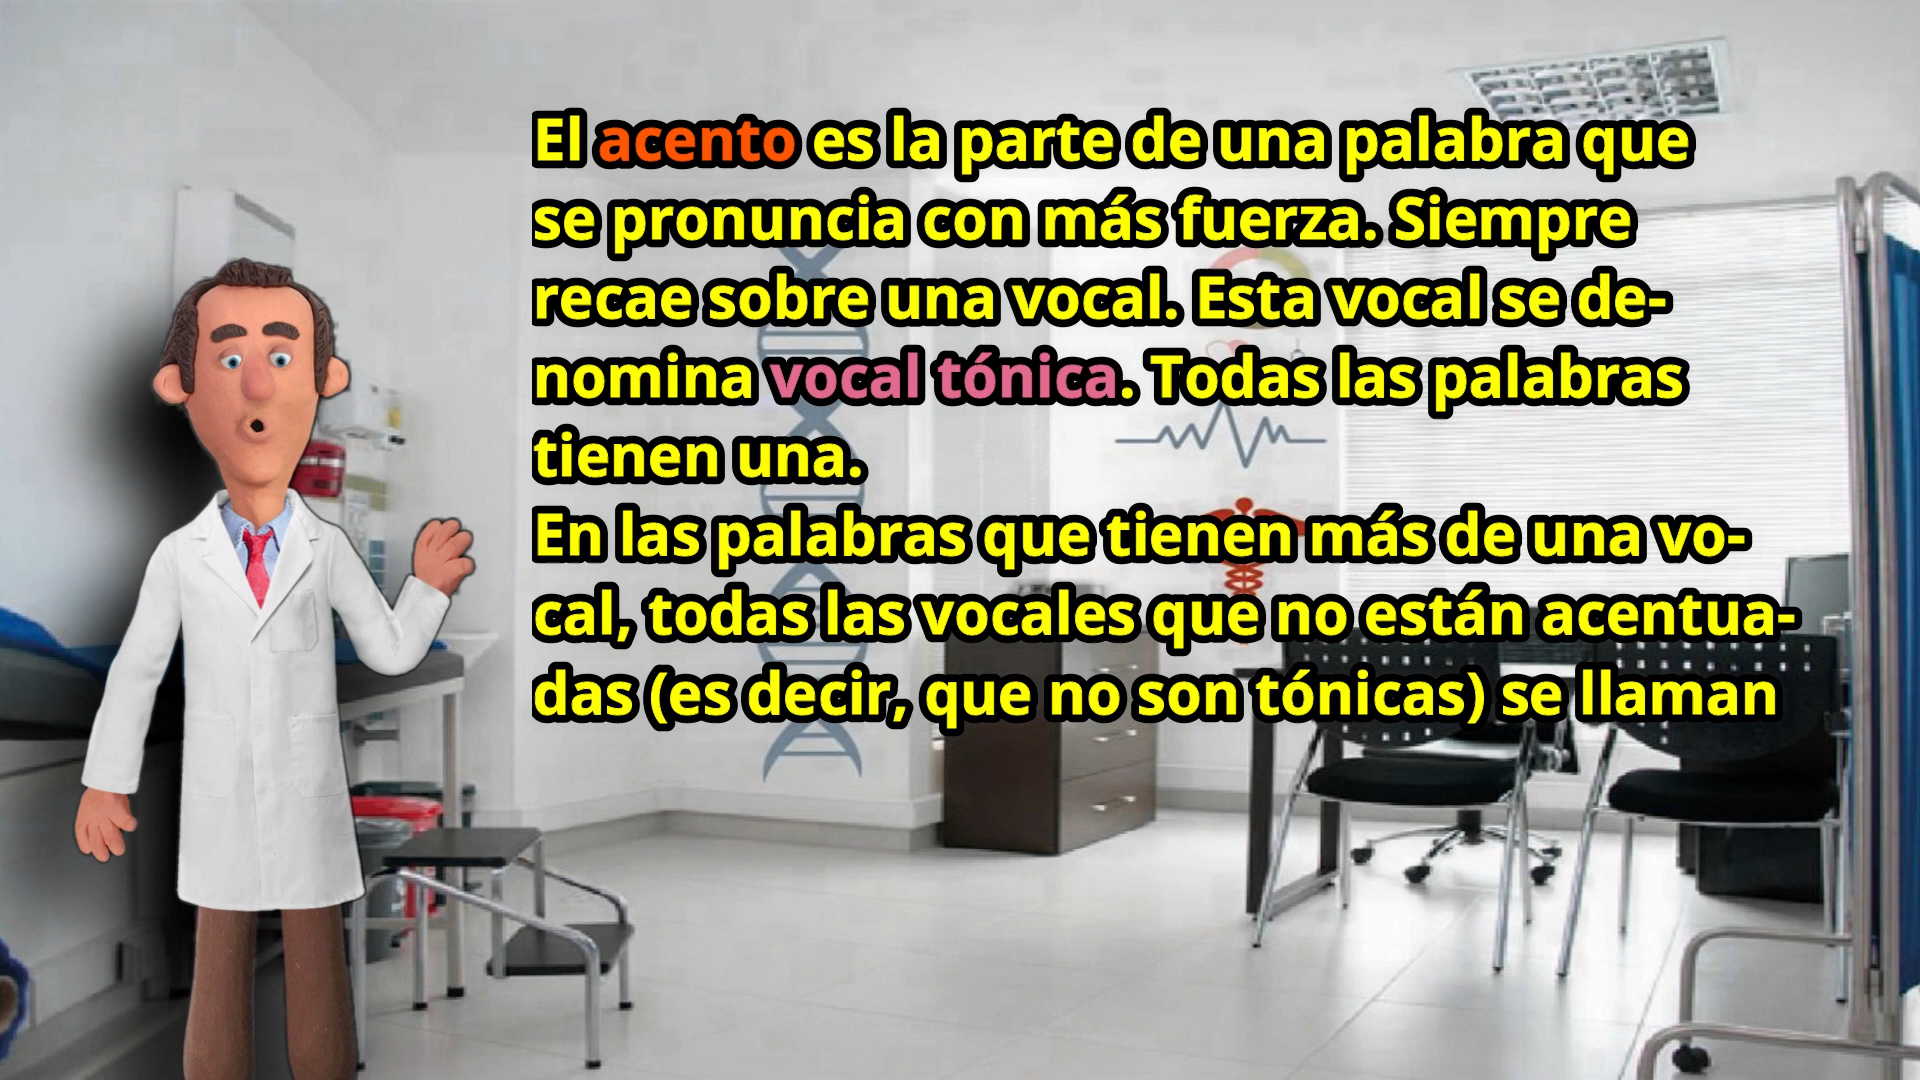 El acento es la parte de una palabra que
se pronuncia con más fuerza. Siempre
recae sobre una vocal. Esta vocal se de-
nomina vocal tónica. Todas las palabras
tienen una.
En las palabras que tienen más de una vo-
cal, todas las vocales que no están acentua-
das (es decir, que no son tónicas) se llaman